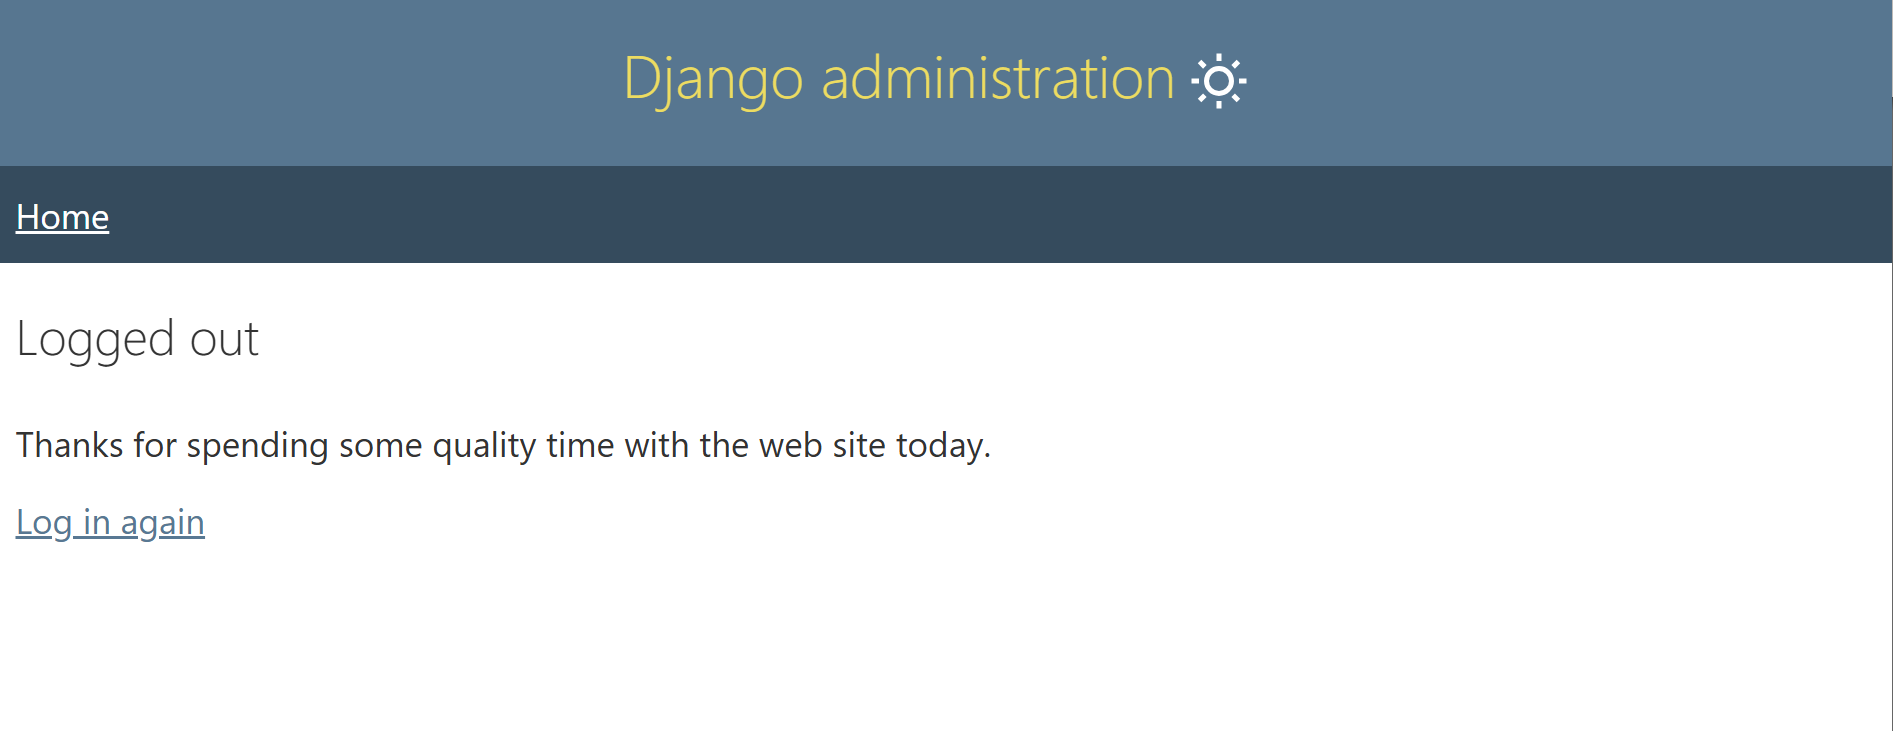 Django administration
Home
Logged out
Thanks for spending some quality time with the web site today.
Log in again